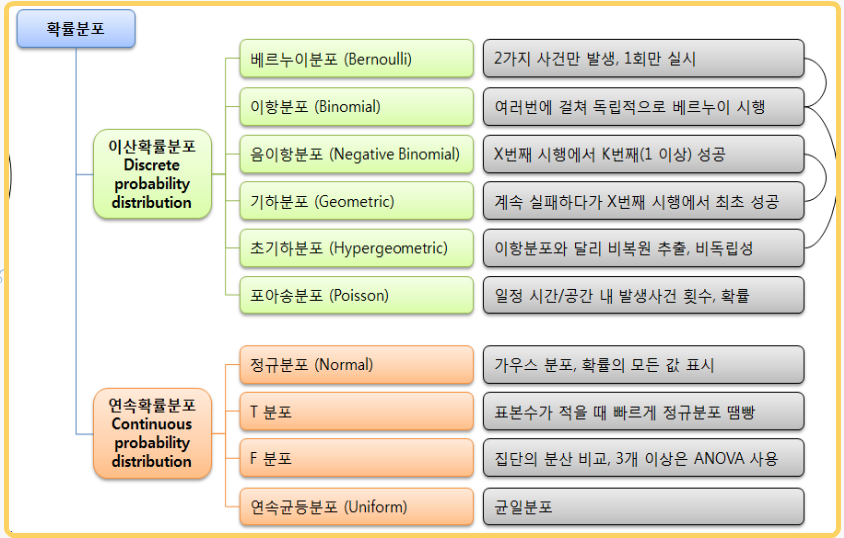 확률분포
베르누이분포 (Bernoulli)
2가지 사건만 발생, 1회만 실시
이항분포 (Binomial)
여러번에 걸쳐 독립적으로 베르누이 시행
이산확률분포
Discrete
probability
distribution
음이항분포 (Negative Binomial)
X번째 시행에서 K번째(1 이상) 성공
기하분포 (Geometric)
계속 실패하다가 X번째 시행에서 최초 성공
초기하분포 (Hypergeometric)
이항분포와 달리 비복원 추출, 비독립성
포아송분포 (Poisson)
일정 시간/공간 내 발생사건 횟수, 확률
정규분포 (Normal)
가우스 분포, 확률의 모든 값 표시
연속확률분포
Continuous
probability
distribution
T 분포
표본수가 적을 때 빠르게 정규분포 땜빵
F 분포
집단의 분산 비교, 3개 이상은 ANOVA 사용
연속균등분포 (Uniform)
균일분포